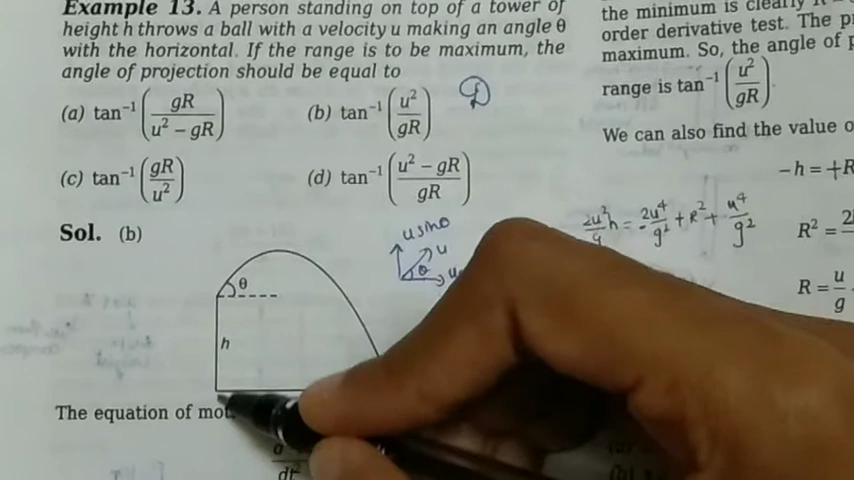 Example 13. A person standing on top of a tower of
height h throws a ball with a velocity u making an angle θ
with the horizontal. If the range is to be maximum, the
angle of projection should be equal to
(a) tan⁻¹ (gR / u² – gR)
(b) tan⁻¹ (u² / gR)
(c) tan⁻¹ (gR / u²)
(d) tan⁻¹ (u² – gR / gR)
Sol. (b)
u sinθ
u
θ
u
θ
h
The equation of mot
dt²
the minimum is clearly
order derivative test. The
maximum. So, the angle of
range is tan⁻¹ (u² / gR).
We can also find the value o
– h = +R
= 2u⁴/g² + R² + u⁴/g²
R² =
R = u/g